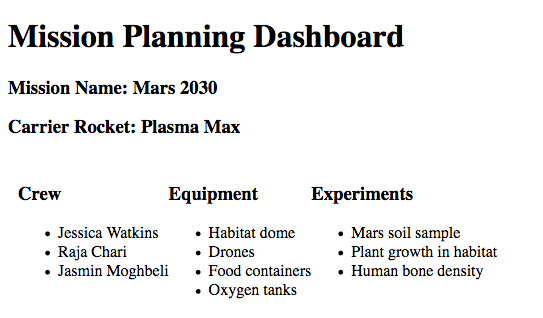 Mission Planning Dashboard
Mission Name: Mars 2030
Carrier Rocket: Plasma Max
Crew
Jessica Watkins
Raja Chari
Jasmin Moghbeli
Equipment
Habitat dome
Drones
Food containers
Oxygen tanks
Experiments
Mars soil sample
Plant growth in habitat
Human bone density